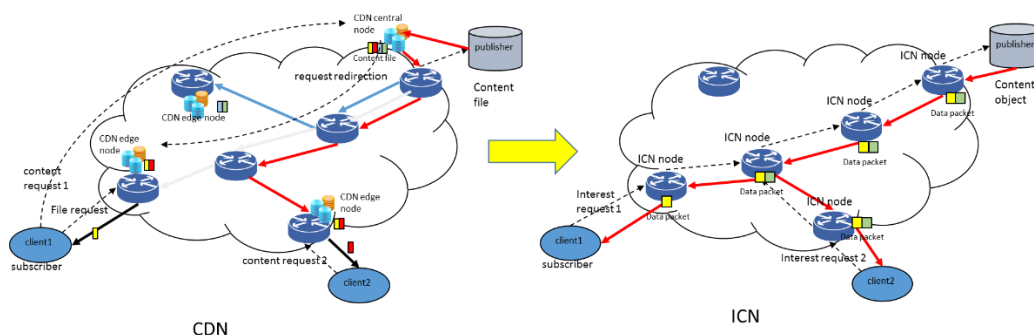 CDN central
node
Content file
publisher
request redirection
Content
file
CDN edge node
CDN edge
node
content
request 1
File request
client1
subscriber
CDN edge
node
content request 2
client2
CDN
publisher
ICN node
Content
object
Data packet
ICN node
Data packet
ICN node
Data packet
ICN node
Interest
request 1
Data packet
client1
subscriber
ICN node
Data packet
Interest request 2
client2
ICN